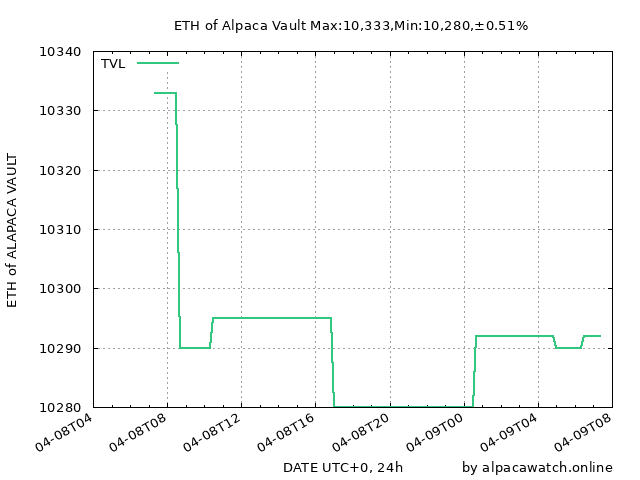 ETH of Alpaca Vault Max:10,333,Min:10,280,±0.51%
TVL
10340
10330
10320
10310
10300
10290
10280
ETH of ALAPACA VAULT
04-08T04
04-08T08
04-08T12
04-08T16
04-08T20
04-09T00
04-09T04
04-09T08
DATE UTC+0, 24h
by alpacawatch.online